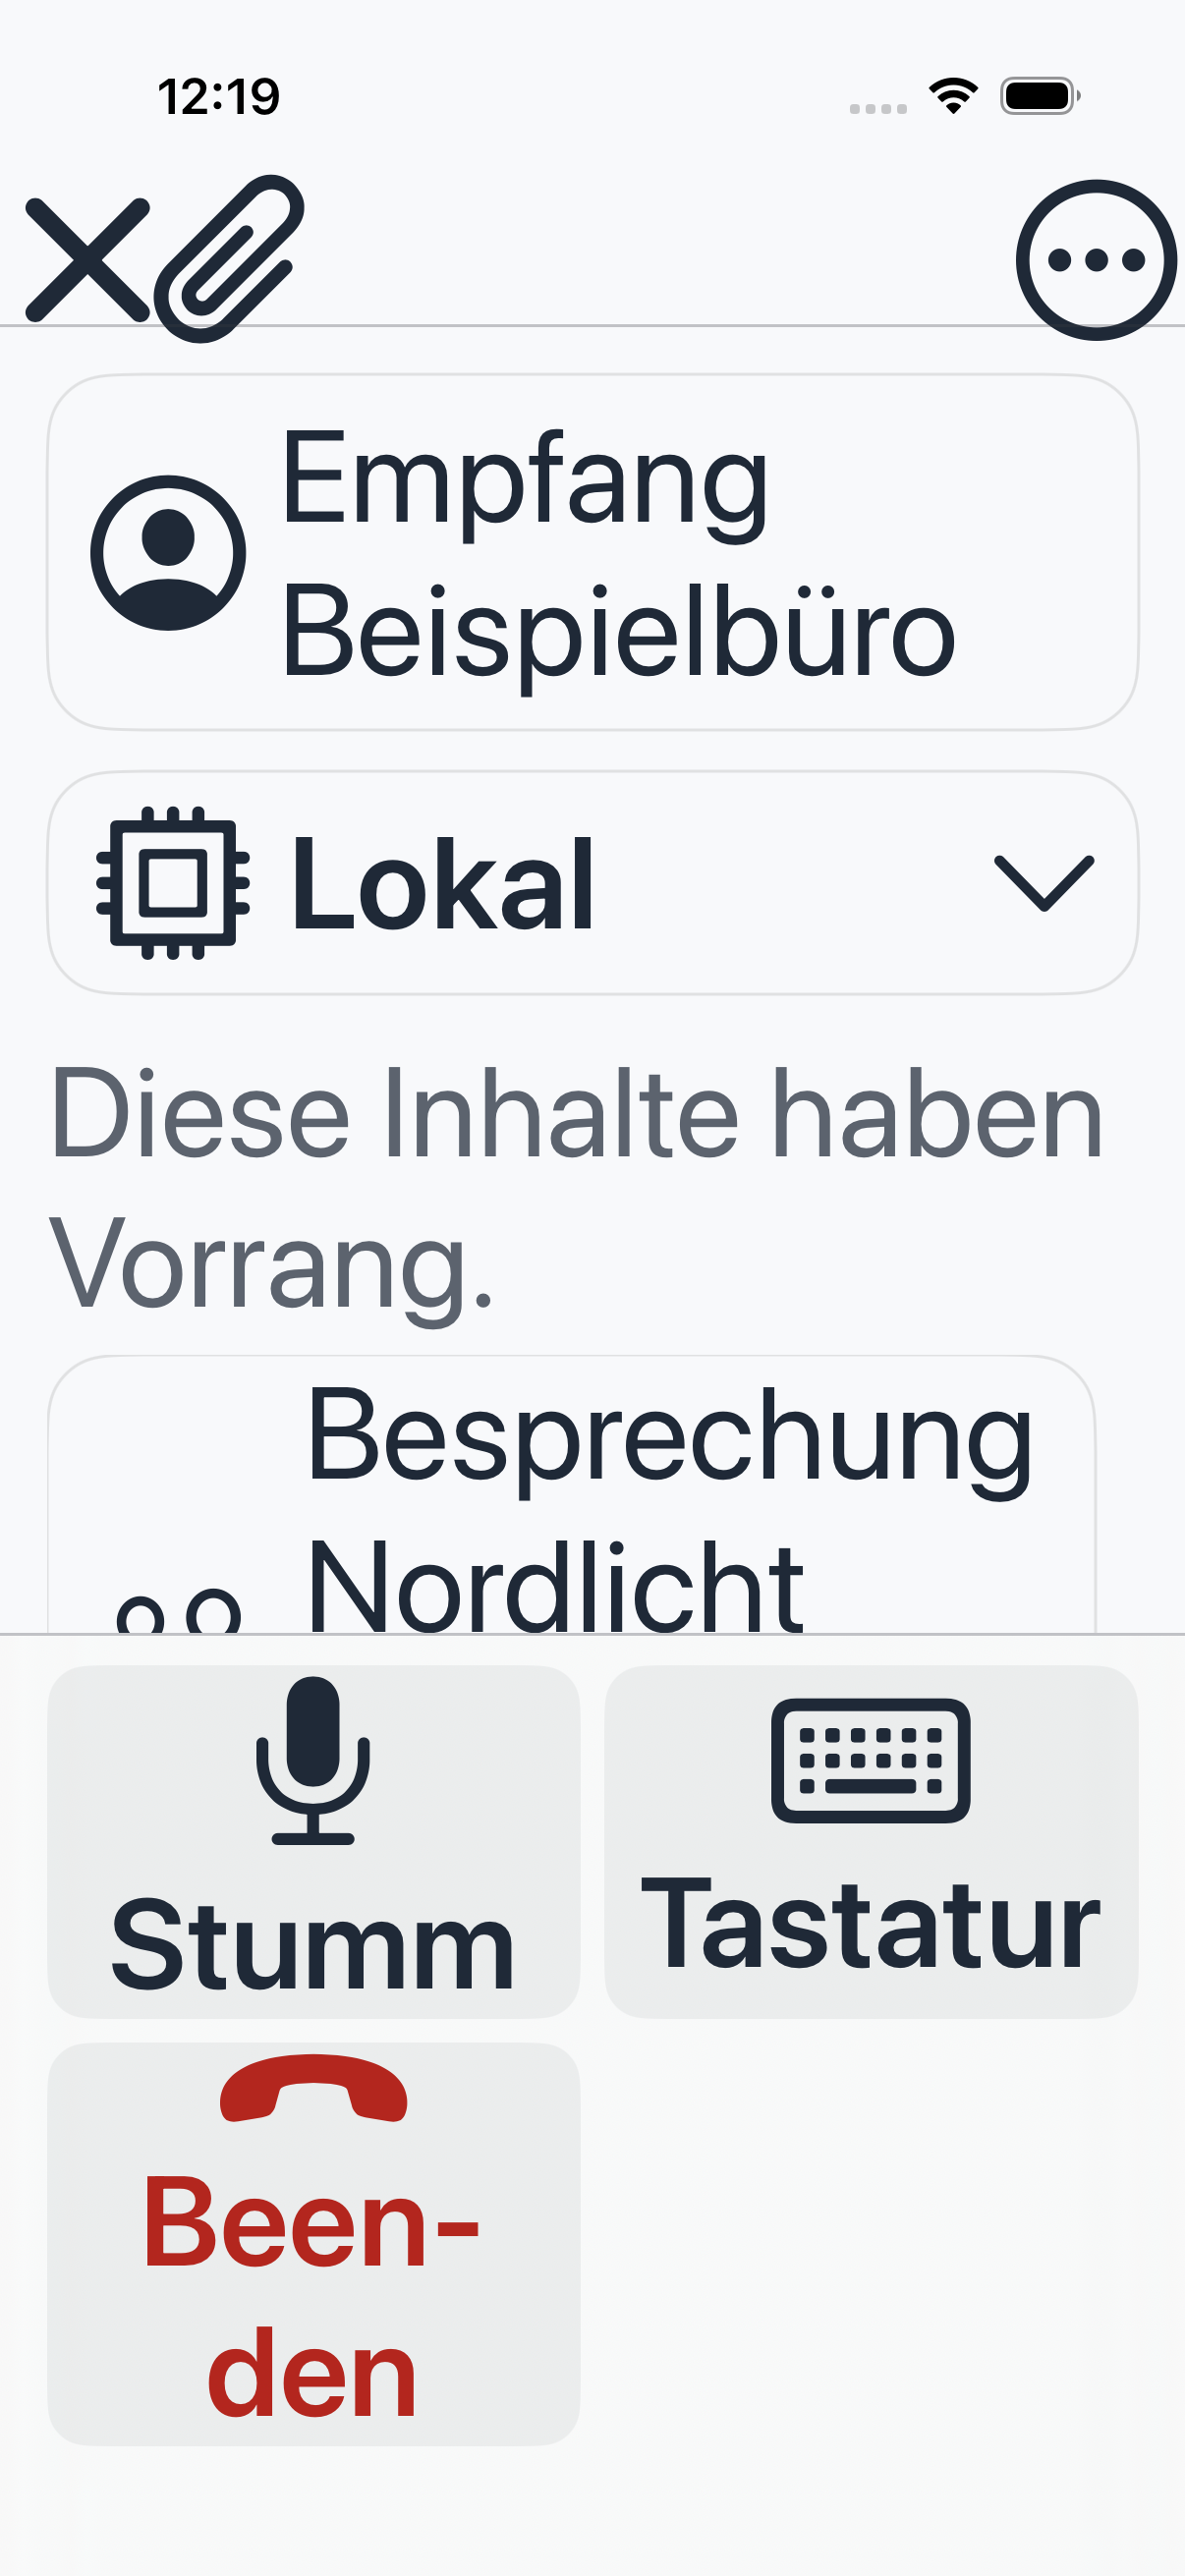 12:19
Empfang
Beispielbüro
Lokal
Diese Inhalte haben
Vorrang.
Besprechung
Nordlicht
Stumm
Tastatur
Been-
den